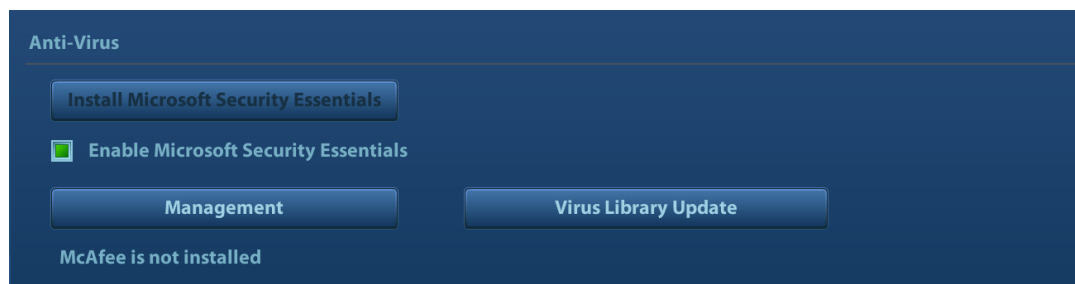 Anti-Virus
Install Microsoft Security Essentials
Enable Microsoft Security Essentials
Management Virus Library Update
McAfee is not installed